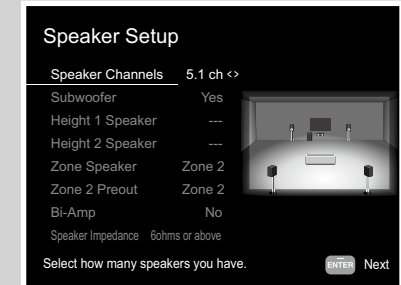 Speaker Setup
Speaker Channels 5.1 ch <>
Subwoofer Yes
Height 1 Speaker ---
Height 2 Speaker ---
Zone Speaker Zone 2
Zone 2 Preout Zone 2
Bi-Amp No
Speaker Impedance 6ohms or above
Select how many speakers you have. ENTER Next